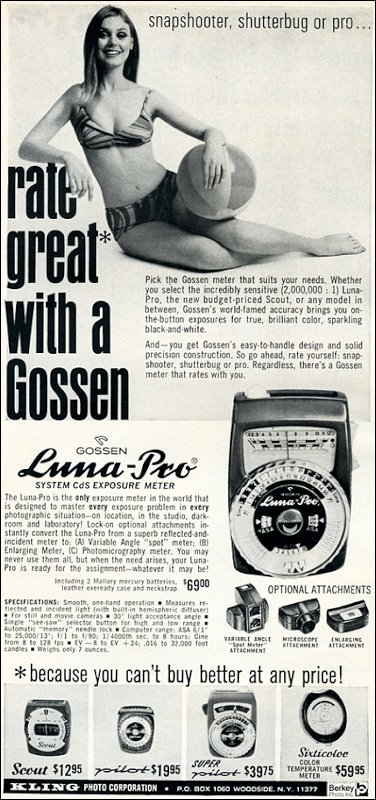 snapshooter, shutterbug or pro...
rate
great*
with a
Gossen
Pick the Gossen meter that suits your needs. Whether
you select the incredibly sensitive (2,000,000 : 1) Luna-
Pro, the new budget-priced Scout, or any model in
between, Gossen's world-famed accuracy brings you on-
the-button exposures for true, brilliant color, sparkling
black-and-white.
And—you get Gossen's easy-to-handle design and solid
precision construction. So go ahead, rate yourself: snap-
shooter, shutterbug or pro. Regardless, there's a Gossen
meter that rates with you.
GOSSEN
Luna-Pro®
SYSTEM CdS EXPOSURE METER
The Luna-Pro is the only exposure meter in the world that
is designed to master every exposure problem in every
photographic situation—on location, in the studio, dark-
room and laboratory! Lock-on optional attachments in-
stantly convert the Luna-Pro from a superb reflected-and-
incident meter to: (A) Variable Angle "spot" meter; (B)
Enlarging Meter, (C) Photomicrography meter. You may
never use them all, but when the need arises, your Luna-
Pro is ready for the assignment—whatever it may be!
Including 2 Mallory mercury batteries,
leather eveready case and neckstrap
$69.00
SPECIFICATIONS: Smooth, one-hand operation ■ Measures re-
flected and incident light (with built-in hemispheric diffuser)
■ For still and movie cameras ■ 30° light acceptance angle ■
Single "see-saw" selector button for high and low range ■
Automatic "memory" needle lock ■ Computer range: ASA 6/1°
to 25,000/13°; f/1 to f/90; 1/4000th sec. to 8 hours; Cine
from 8 to 128 fps ■ EV —8 to EV +24; .016 to 32,000 foot
candles ■ Weighs only 7 ounces.
GOSSEN
Luna-Pro
ASA
OPTIONAL ATTACHMENTS
VARIABLE ANGLE
"Spot Meter"
ATTACHMENT
MICROSCOPE
ATTACHMENT
ENLARGING
ATTACHMENT
*because you can't buy better at any price!
Scout
Scout $12.95
pilot $19.95
SUPER
pilot $39.75
Sixticolor
COLOR
TEMPERATURE
METER $59.95
KLING PHOTO CORPORATION • P.O. BOX 1060 WOODSIDE, N.Y. 11377
Berkey
Photo Inc.